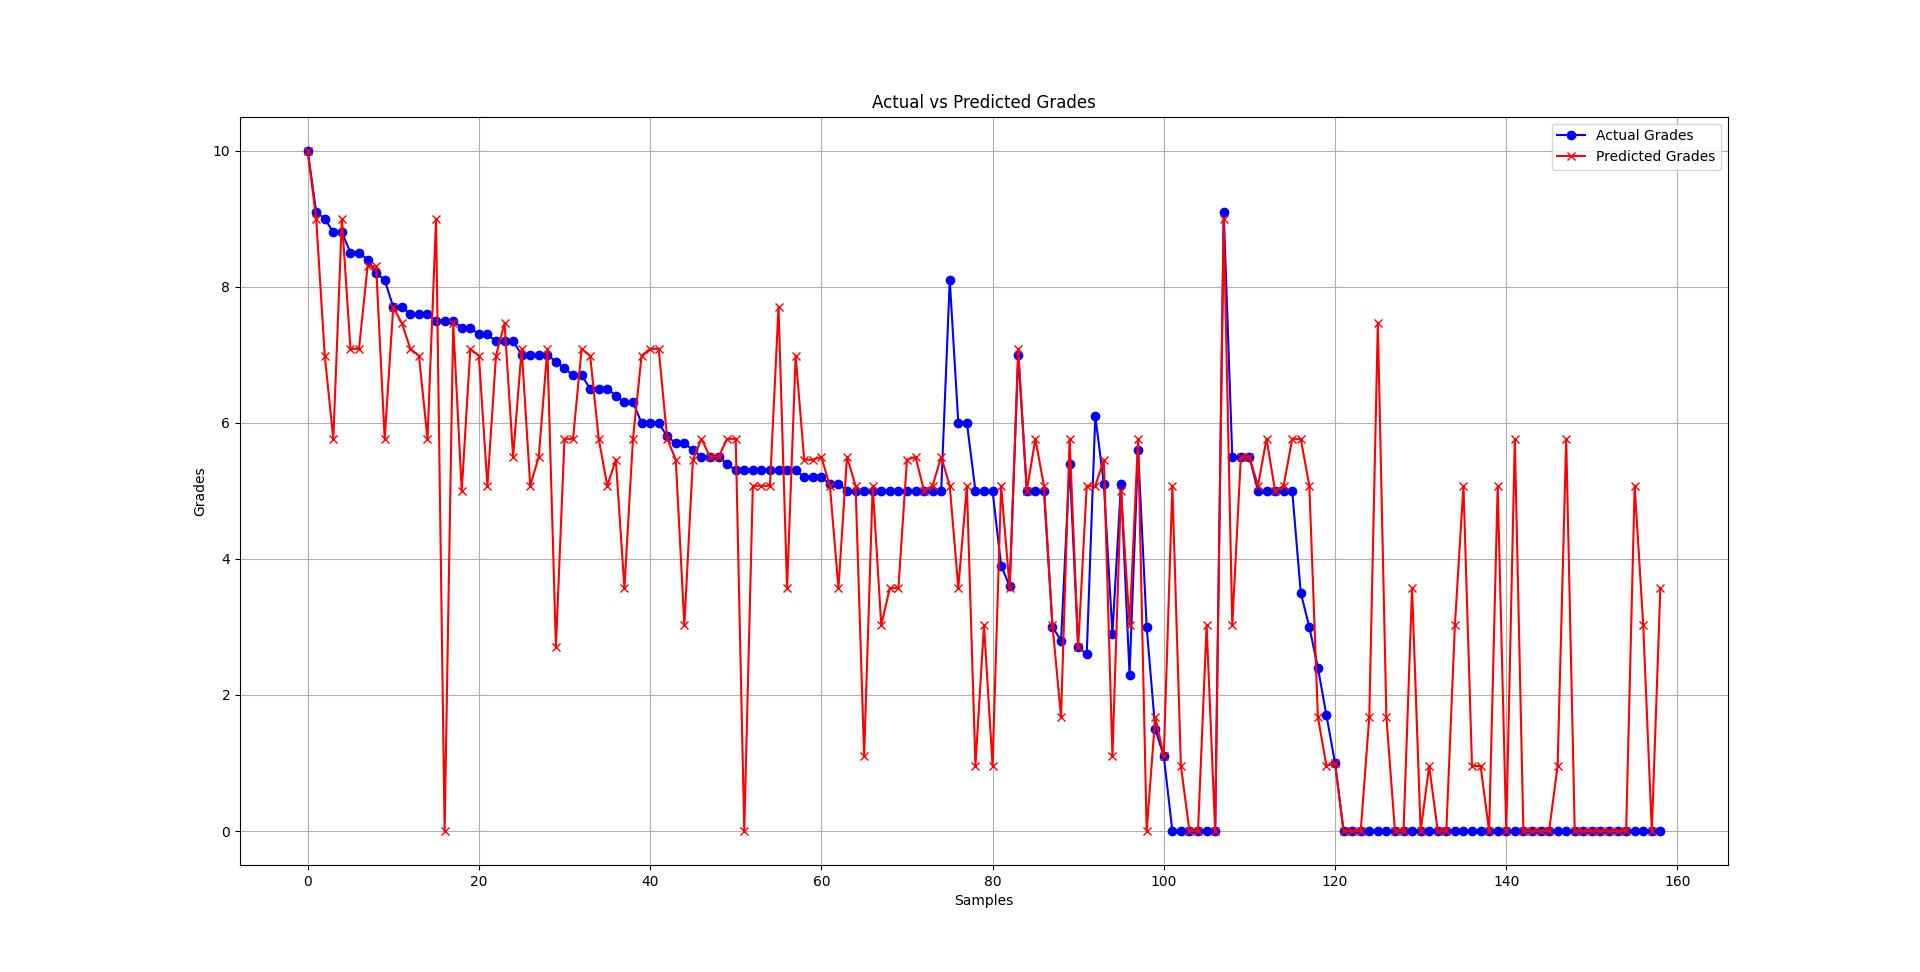 Actual vs Predicted Grades
Actual Grades
Predicted Grades
10
8
6
4
2
0
Grades
0 20 40 60 80 100 120 140 160
Samples